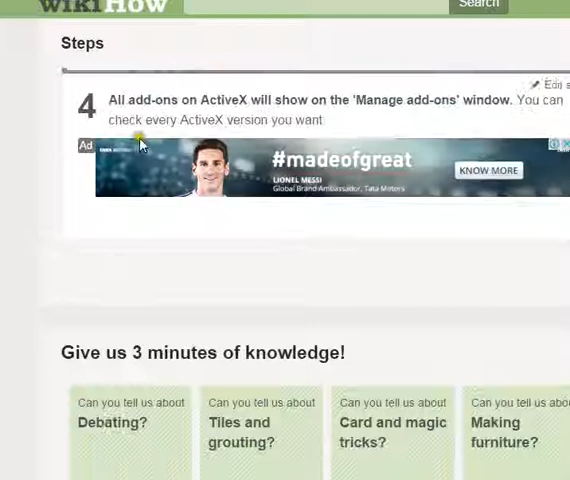 wikiHow
Search
Steps
Edit
4
All add-ons on ActiveX will show on the 'Manage add-ons' window. You can
check every ActiveX version you want
Ad
#madeofgreat
LIONEL MESSI
Global Brand Ambassador, Tata Motors
KNOW MORE
Give us 3 minutes of knowledge!
Can you tell us about
Debating?
Can you tell us about
Tiles and
grouting?
Can you tell us about
Card and magic
tricks?
Can you tell us abo
Making
furniture?